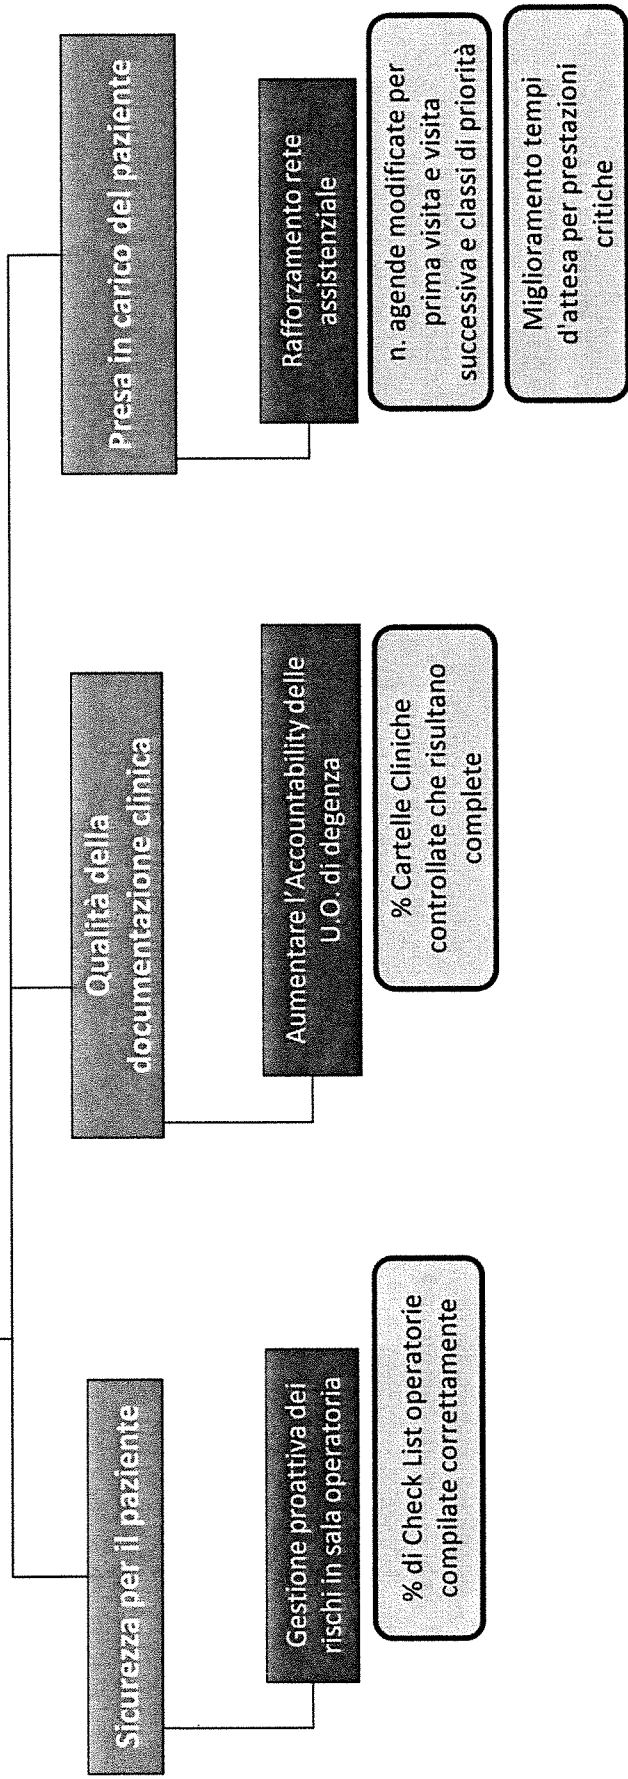 Sicurezza per il paziente
Gestione proattiva dei
rischi in sala operatoria
% di Check List operatorie
compilate correttamente
Qualità della
documentazione clinica
Aumentare l'Accountability delle
U.O. di degenza
% Cartelle Cliniche
controllate che risultano
complete
Presa in carico del paziente
Rafforzamento rete
assistenziale
n. agende modificate per
prima visita e visita
successiva e classi di priorità
Miglioramento tempi
d'attesa per prestazioni
critiche